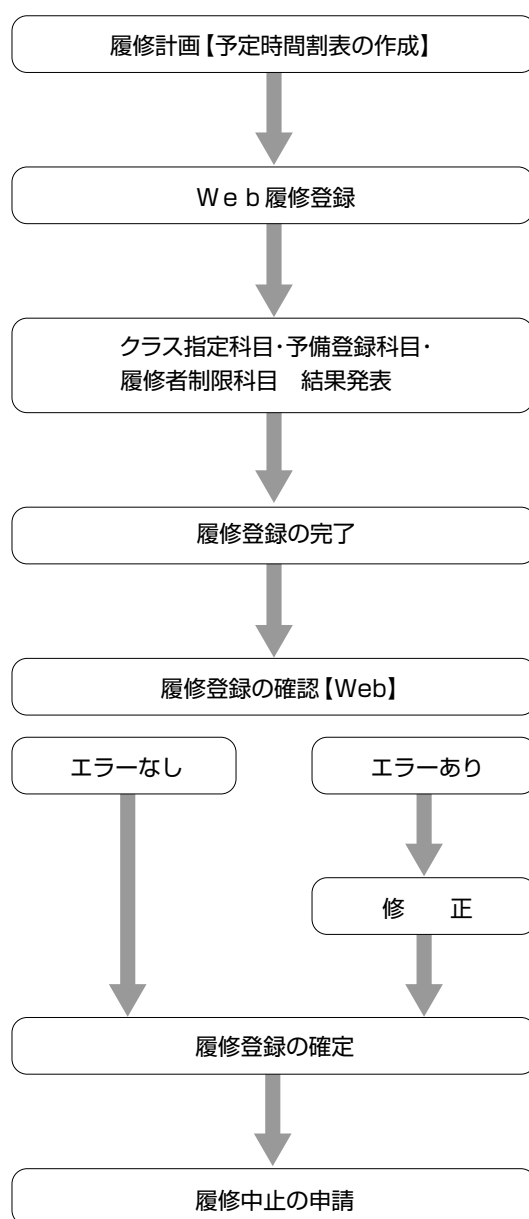 履修計画【予定時間割表の作成】
Ｗｅｂ履修登録
クラス指定科目・予備登録科目・
履修者制限科目　結果発表
履修登録の完了
履修登録の確認【Web】
エラーなし
エラーあり
修　　正
履修登録の確定
履修中止の申請